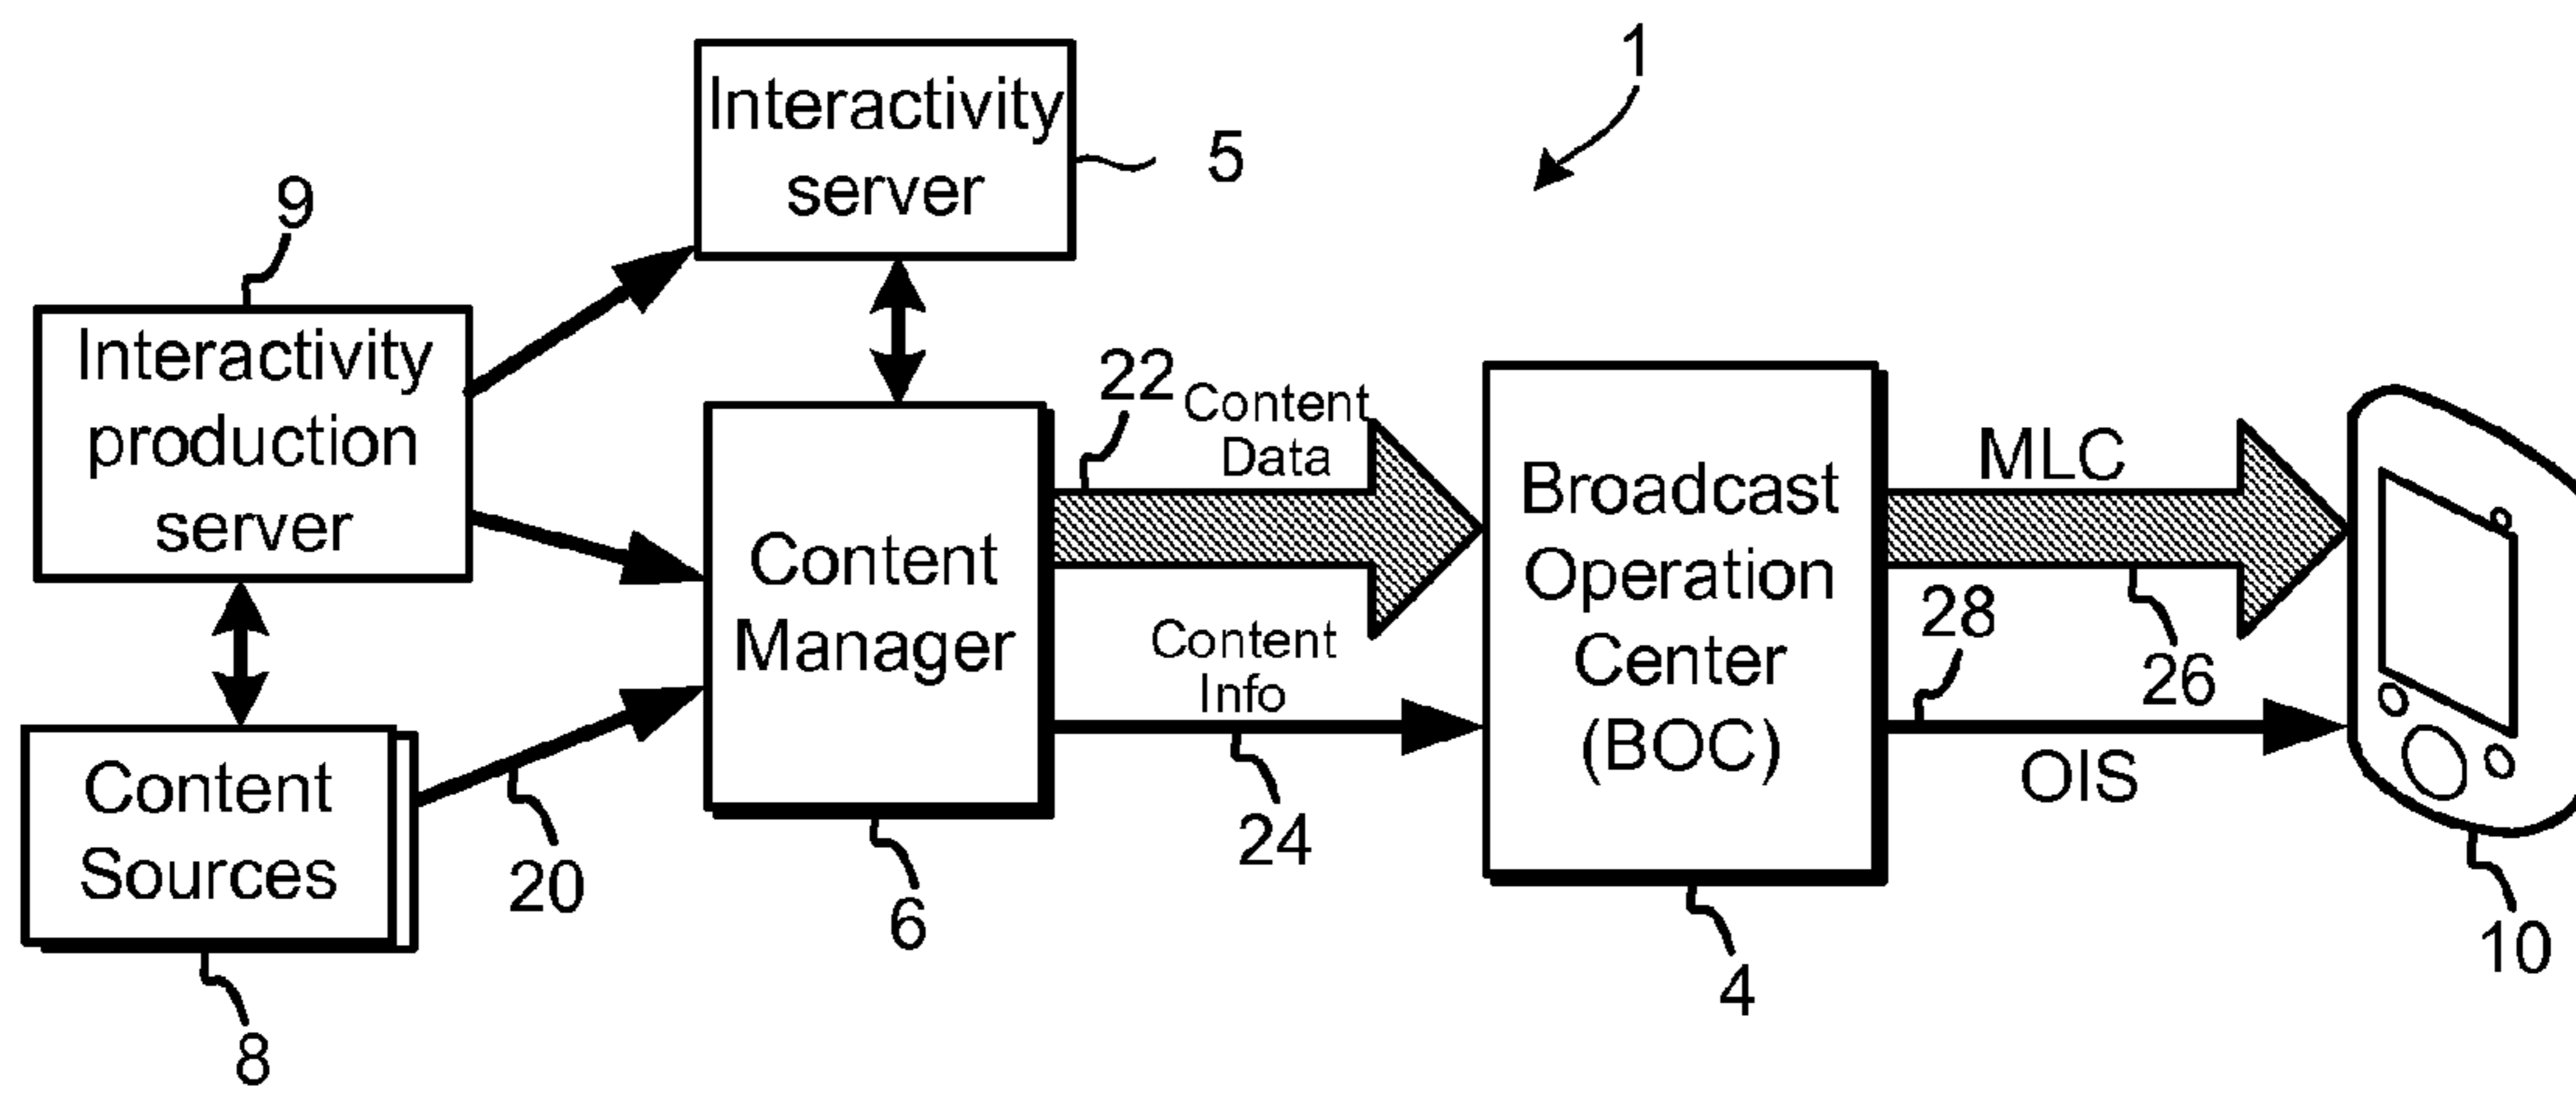 1
Interactivity
server
5
9
Interactivity
production
server
22
Content
Data
MLC
Broadcast
Operation
Center
(BOC)
Content
Manager
Content
Info
28
26
OIS
Content
Sources
20
24
6
4
10
8